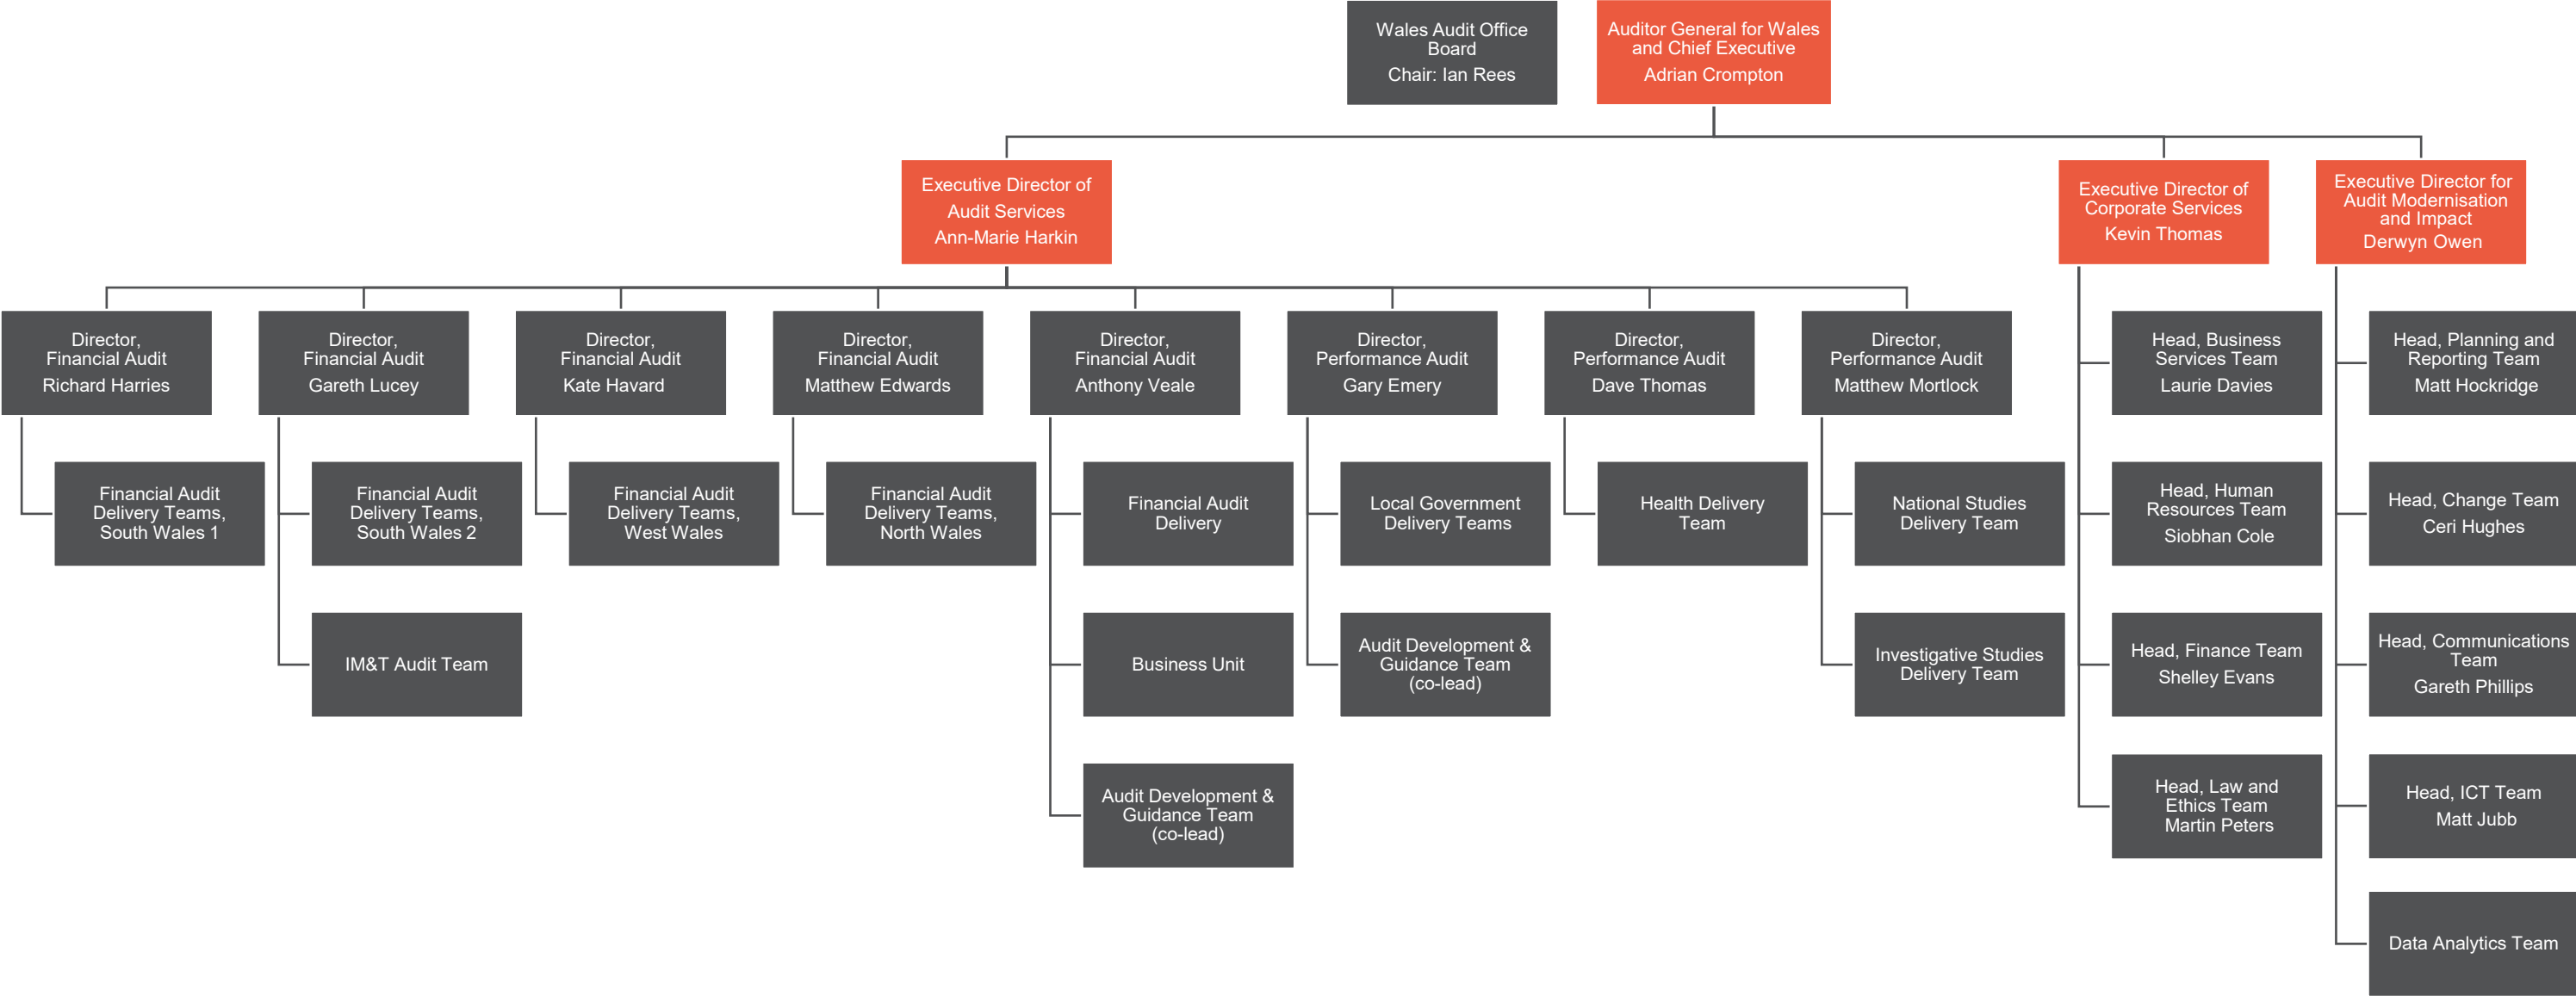 Wales Audit Office
Board
Chair: Ian Rees
Auditor General for Wales
and Chief Executive
Adrian Crompton
Executive Director of
Audit Services
Ann-Marie Harkin
Executive Director of
Corporate Services
Kevin Thomas
Executive Director for
Audit Modernisation
and Impact
Derwyn Owen
Director,
Financial Audit
Richard Harries
Director,
Financial Audit
Gareth Lucey
Director,
Financial Audit
Kate Havard
Director,
Financial Audit
Matthew Edwards
Director,
Financial Audit
Anthony Veale
Director,
Performance Audit
Gary Emery
Director,
Performance Audit
Dave Thomas
Director,
Performance Audit
Matthew Mortlock
Head, Business
Services Team
Laurie Davies
Head, Planning and
Reporting Team
Matt Hockridge
Financial Audit
Delivery Teams,
South Wales 1
Financial Audit
Delivery Teams,
South Wales 2
Financial Audit
Delivery Teams,
West Wales
Financial Audit
Delivery Teams,
North Wales
Financial Audit
Delivery
Local Government
Delivery Teams
Health Delivery
Team
National Studies
Delivery Team
Head, Human
Resources Team
Siobhan Cole
Head, Change Team
Ceri Hughes
IM&T Audit Team
Business Unit
Audit Development &
Guidance Team
(co-lead)
Investigative Studies
Delivery Team
Head, Finance Team
Shelley Evans
Head, Communications
Team
Gareth Phillips
Audit Development &
Guidance Team
(co-lead)
Head, Law and
Ethics Team
Martin Peters
Head, ICT Team
Matt Jubb
Data Analytics Team